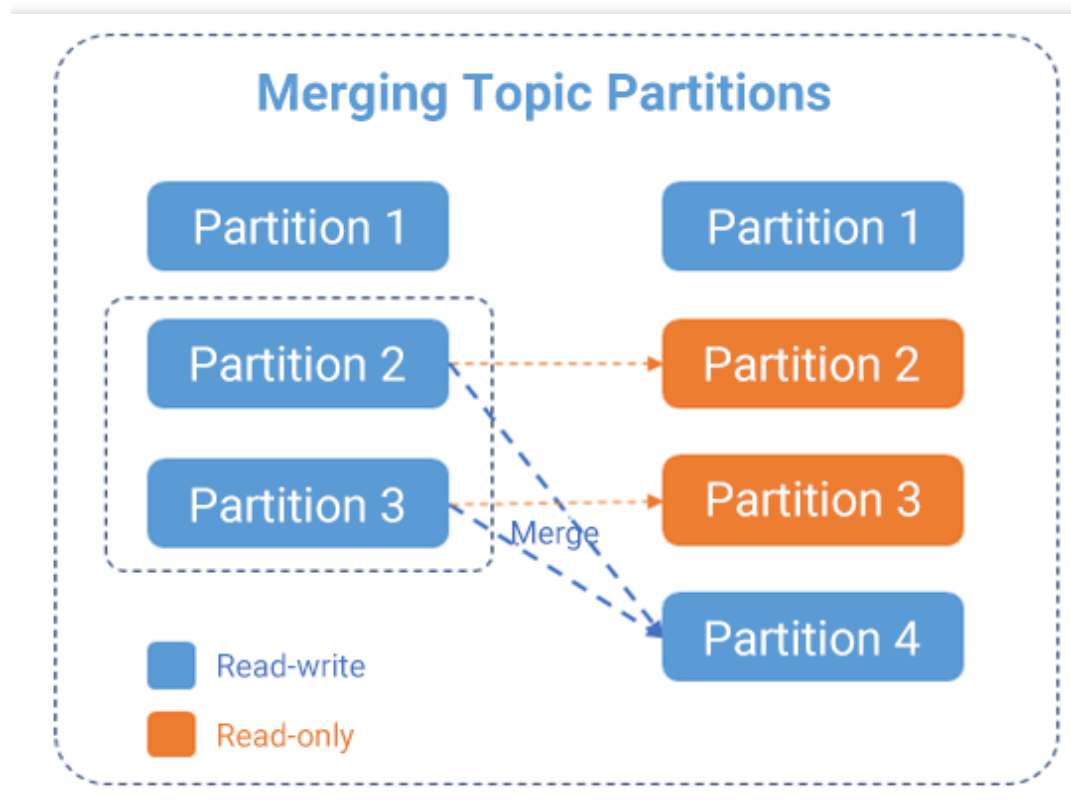 Merging Topic Partitions
Partition 1
Partition 1
Partition 2
Partition 2
Partition 3
Partition 3
Merge
Partition 4
Read-write
Read-only